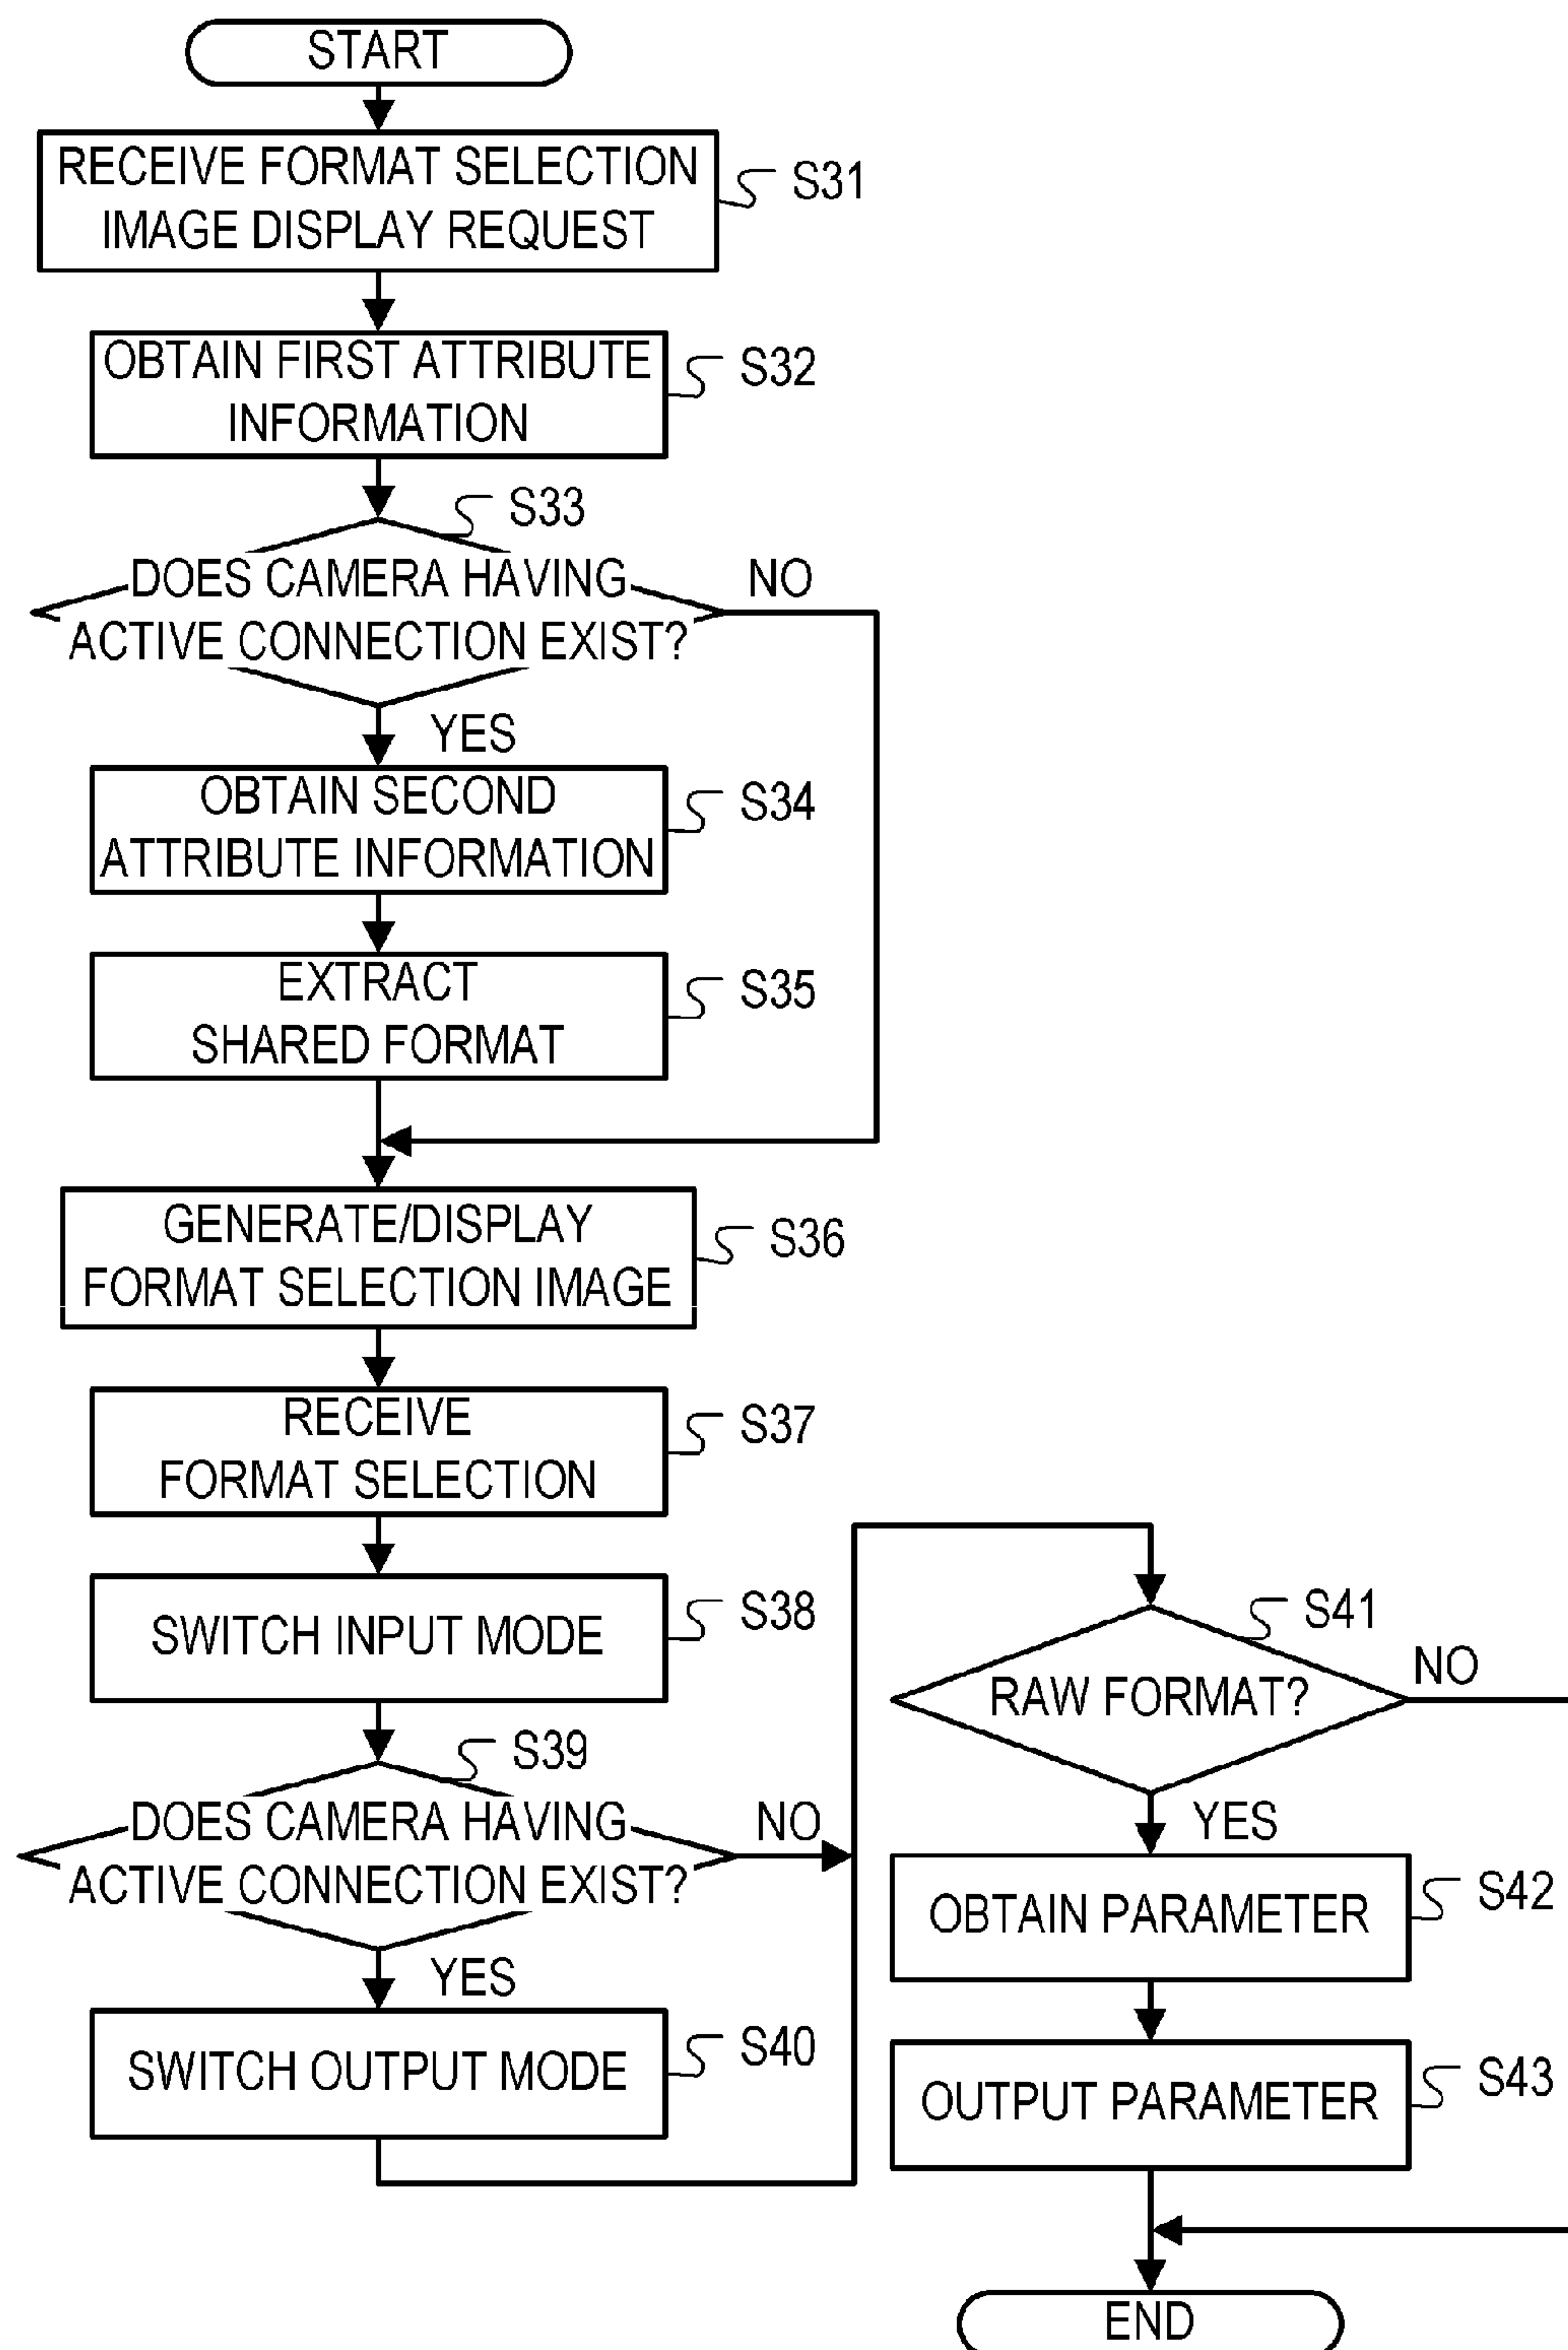 START
RECEIVE FORMAT SELECTION
IMAGE DISPLAY REQUEST
S31
OBTAIN FIRST ATTRIBUTE
INFORMATION
S32
S33
DOES CAMERA HAVING
ACTIVE CONNECTION EXIST?
NO
YES
OBTAIN SECOND
ATTRIBUTE INFORMATION
S34
EXTRACT
SHARED FORMAT
S35
GENERATE/DISPLAY
FORMAT SELECTION IMAGE
S36
RECEIVE
FORMAT SELECTION
S37
SWITCH INPUT MODE
S38
S39
DOES CAMERA HAVING
ACTIVE CONNECTION EXIST?
NO
YES
SWITCH OUTPUT MODE
S40
S41
RAW FORMAT?
NO
YES
OBTAIN PARAMETER
S42
OUTPUT PARAMETER
S43
END